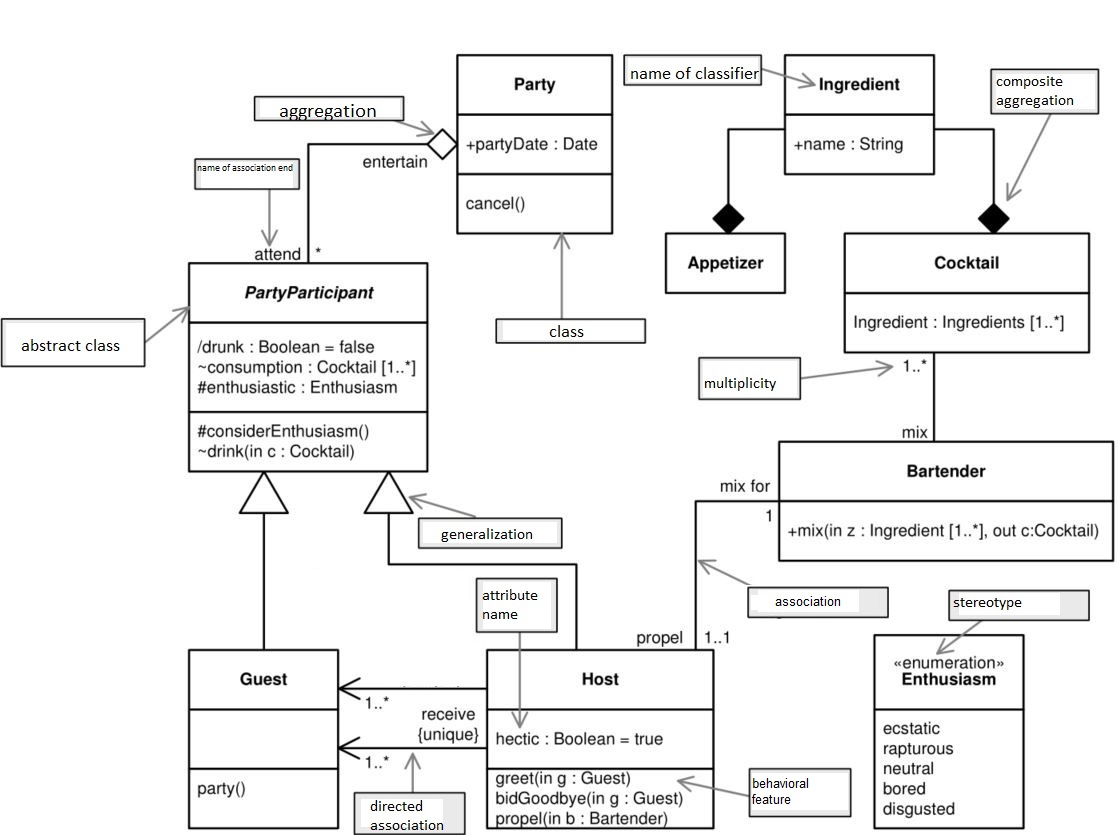 Party
+partyDate : Date
cancel()
name of classifier
Ingredient
+name : String
composite
aggregation
aggregation
entertain
name of association end
attend
*
PartyParticipant
/drunk : Boolean = false
~consumption : Cocktail [1..*]
#enthusiastic : Enthusiasm
#considerEnthusiasm()
~drink(in c : Cocktail)
abstract class
class
Appetizer
Cocktail
Ingredient : Ingredients [1..*]
multiplicity
1..*
mix
Bartender
+mix(in z : Ingredient [1..*], out c:Cocktail)
mix for
1
generalization
attribute
name
association
stereotype
propel
1..1
Guest
party()
1..*
receive
{unique}
1..*
directed
association
Host
hectic : Boolean = true
greet(in g : Guest)
bidGoodbye(in g : Guest)
propel(in b : Bartender)
behavioral
feature
«enumeration»
Enthusiasm
ecstatic
rapturous
neutral
bored
disgusted